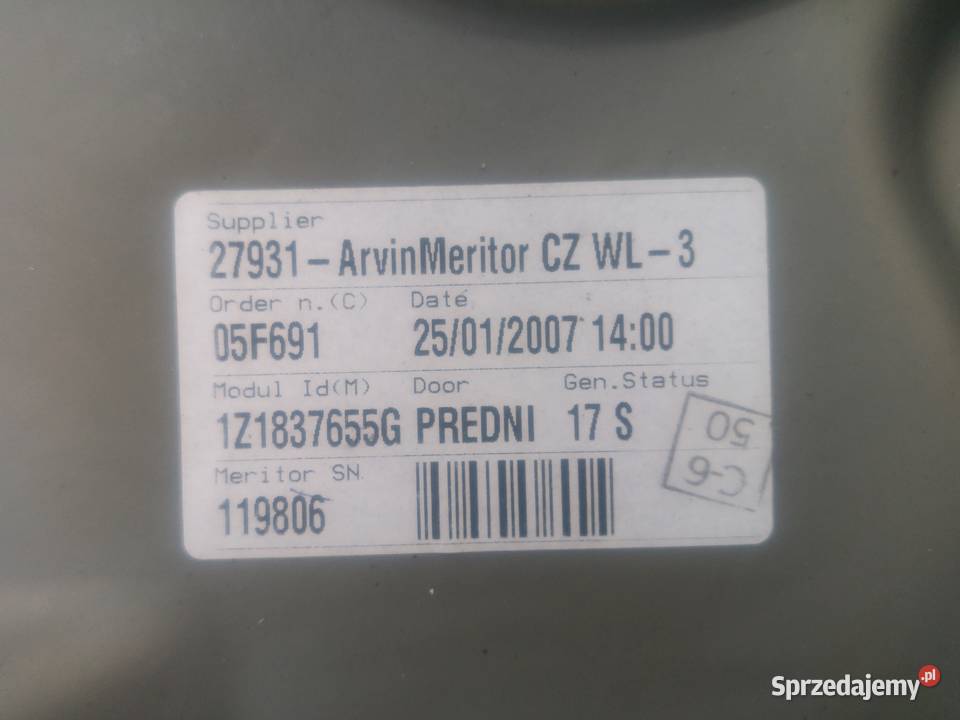 Supplier
27931-ArvinMeritor CZ WL-3
Order n.(C) Date
05F691 25/01/2007 14:00
Modul Id(M) Door Gen.Status
1Z1837655G PREDNI 17 S
Meritor SN
119806
C-6
50
Sprzedajemy.pl